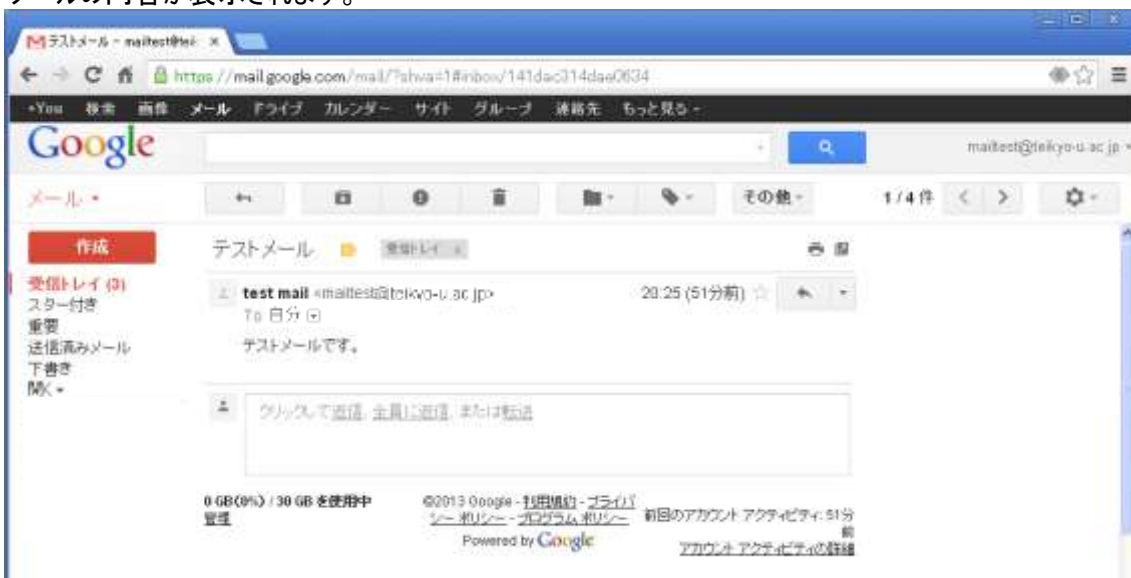 メールの内容が表示されます。
テストメール - mailtest@tei
https://mail.google.com/mail/?shva=1#inbox/141dac314dae0634
+You 検索 画像 メール ドライブ カレンダー サイト グループ 連絡先 もっと見る
Google
mailtest@teikyo-u.ac.jp
メール
その他
1/4 件
作成
テストメール 受信トレイ x
受信トレイ (3)
スター付き
重要
送信済みメール
下書き
開く
test mail <mailtest@teikyo-u.ac.jp> 20:25 (51分前)
To 自分
テストメールです。
クリックして返信, 全員に返信, または転送
0 GB(0%) / 30 GB を使用中
管理
©2013 Google - 利用規約 - プライバ
シー ポリシー - プログラム ポリシー
Powered by Google
前回のアカウント アクティビティ: 51分
前
アカウント アクティビティの詳細